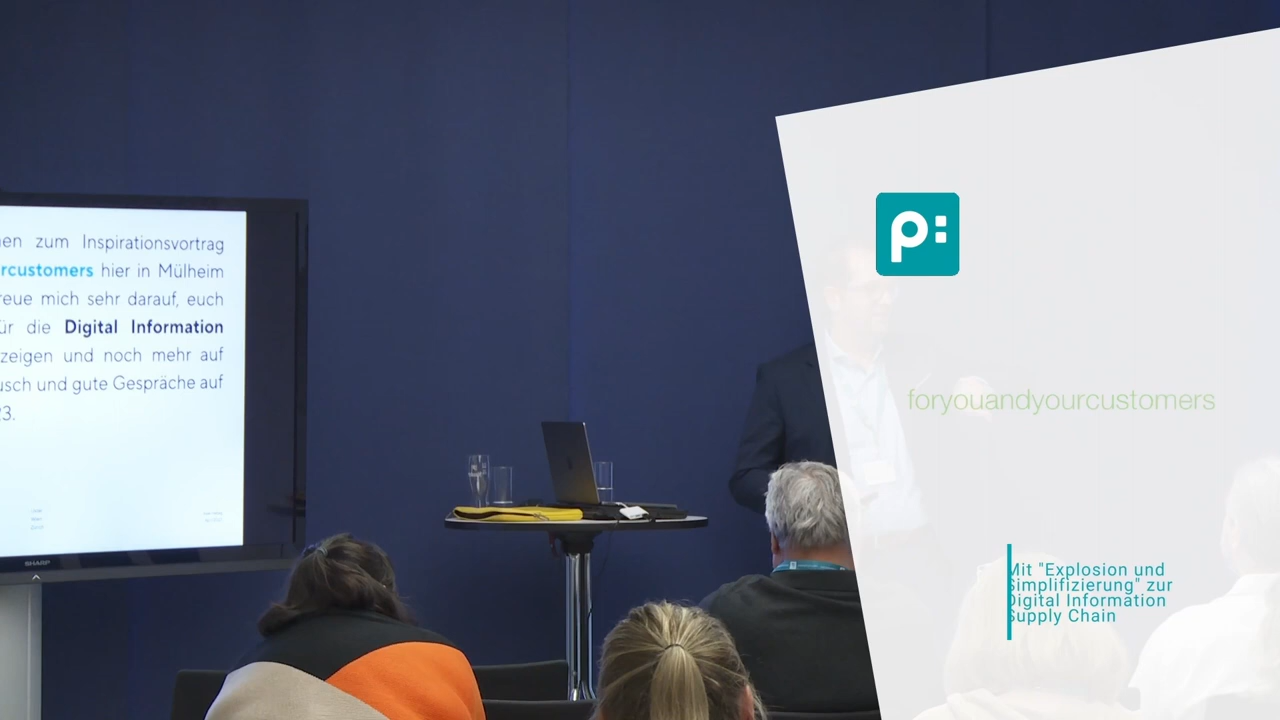 en zum Inspirationsvortrag
rcustomers hier in Mülheim
reue mich sehr darauf, euch
ür die Digital Information
zeigen und noch mehr auf
usch und gute Gespräche auf
3.
SHARP
p:
foryouandyourcustomers
Mit "Explosion und
Simplifizierung" zur
Digital Information
Supply Chain